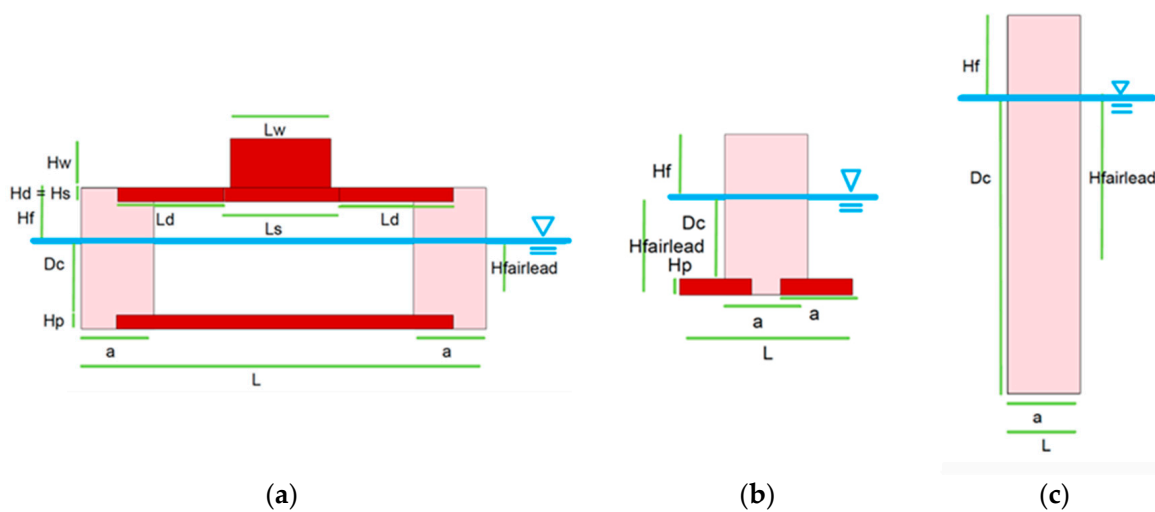 Lw
Hw
Hd = Hs
Hf
Ld
Ld
Ls
Dc
Hfairlead
Hp
a
a
L
(a)
Hf
Dc
Hfairlead
Hp
a
a
L
(b)
Hf
Dc
Hfairlead
a
L
(c)